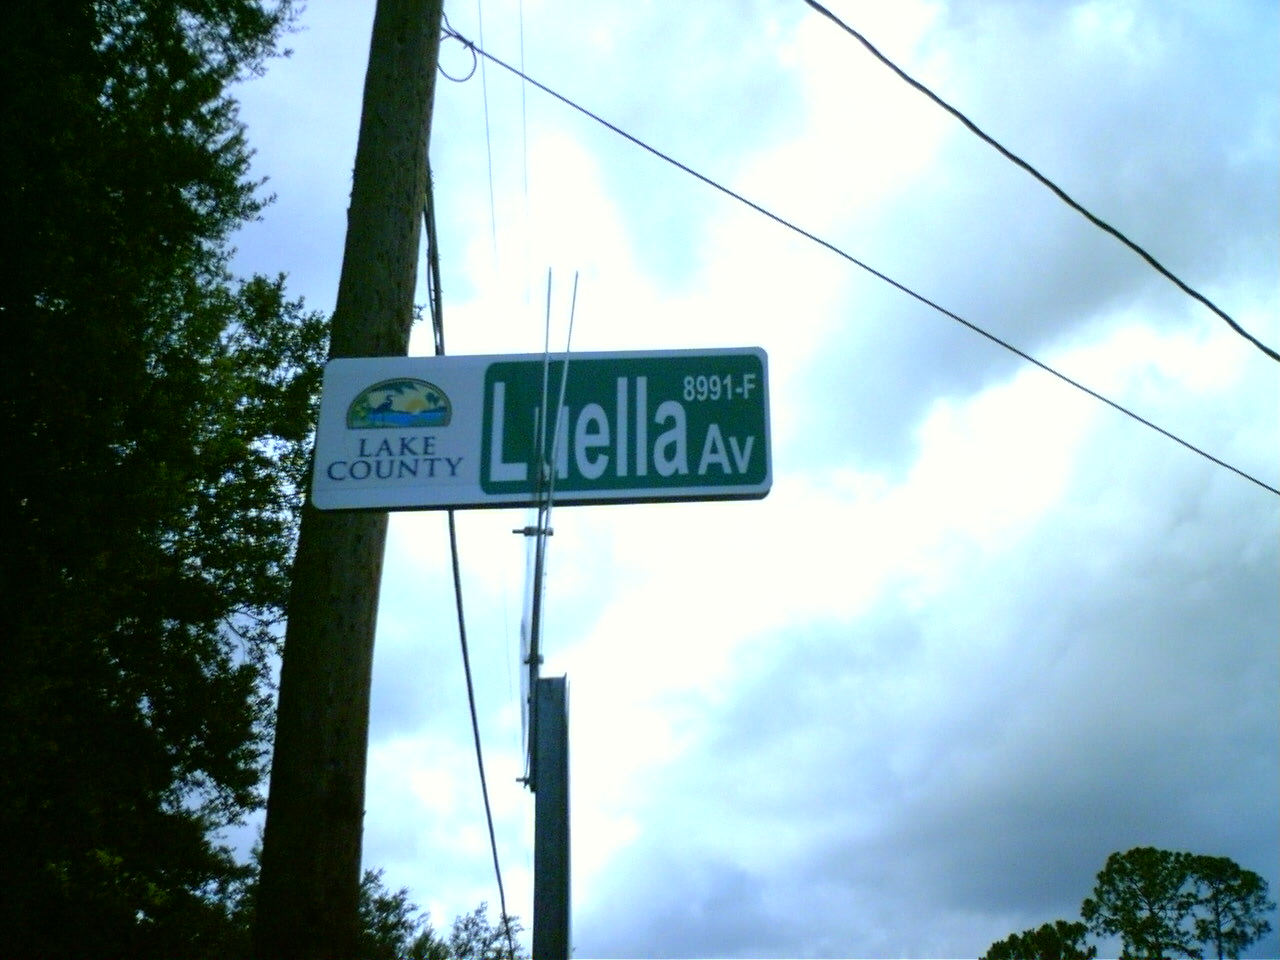 LAKE
COUNTY
Luella Av
8991-F